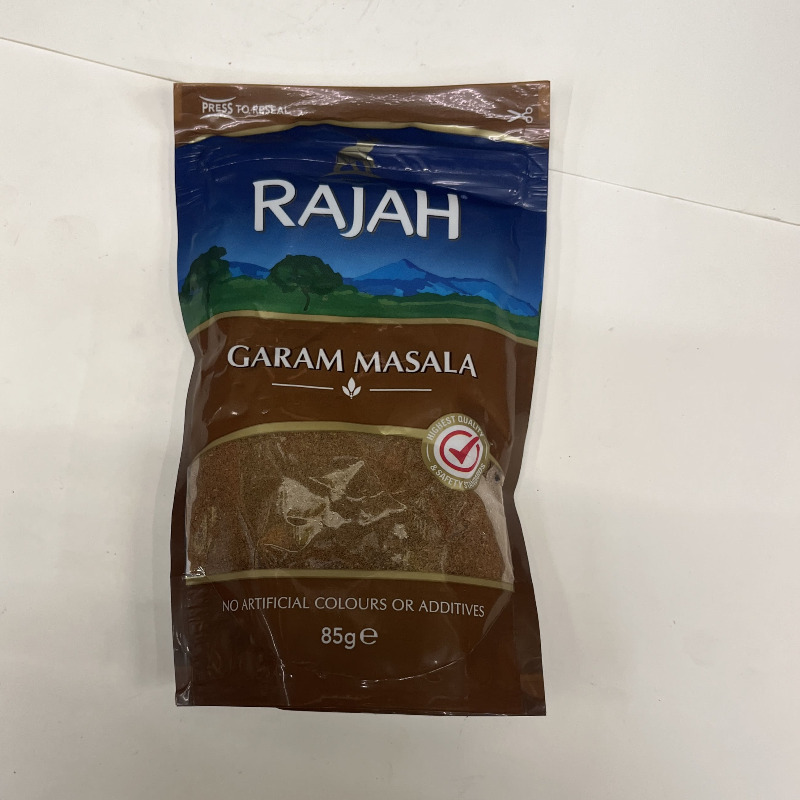 PRESS TO RESEAL
RAJAH
GARAM MASALA
HIGHEST QUALITY
& SAFETY STANDARDS
NO ARTIFICIAL COLOURS OR ADDITIVES
85g℮